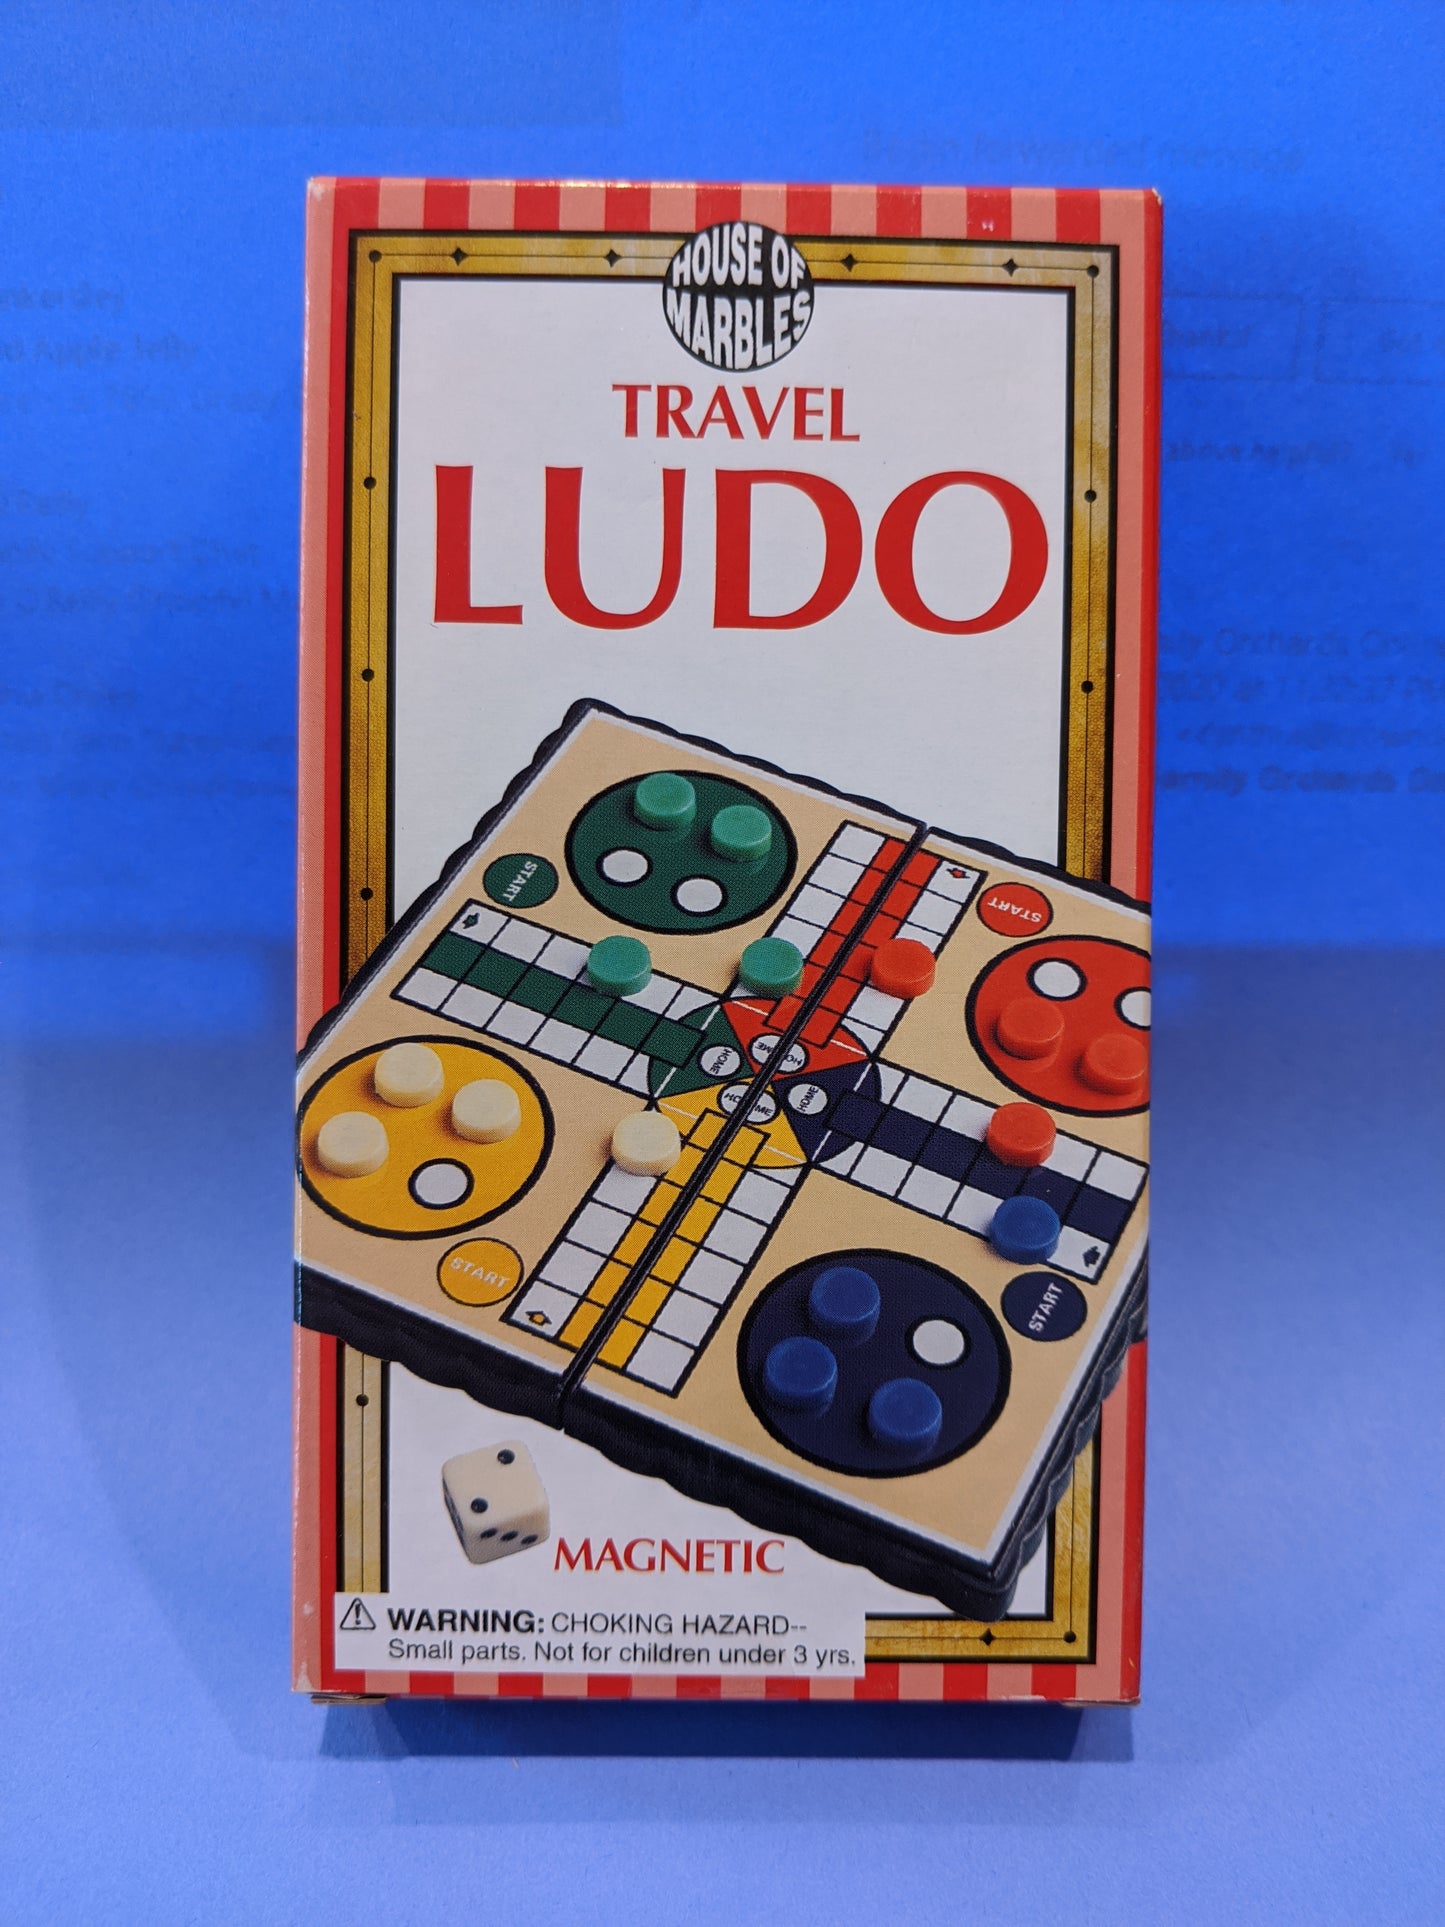 HOUSE OF
MARBLES
TRAVEL
LUDO
START
START
HOME
HOME
HOME
HOME
START
START
MAGNETIC
WARNING: CHOKING HAZARD--
Small parts. Not for children under 3 yrs.